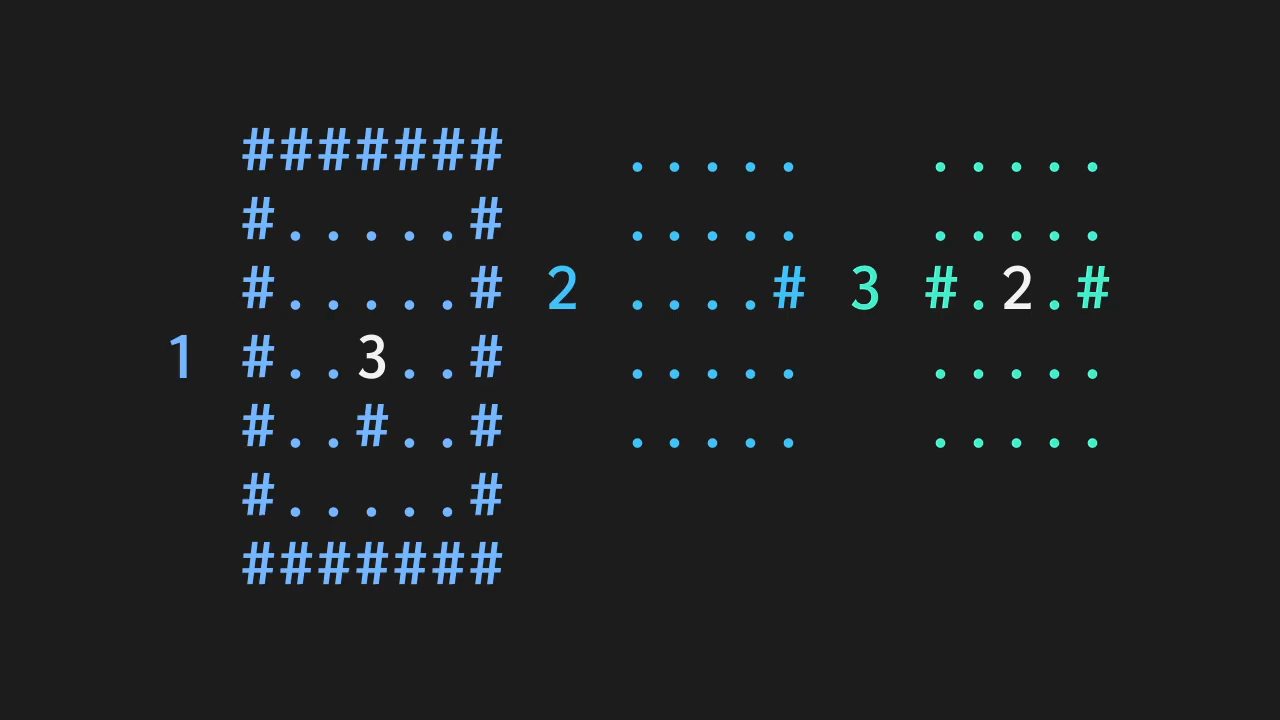 ####### ..... .....
#.....# ..... .....
#.....# 2 ....# 3 #.2.#
1 #..3..# ..... .....
#..#..# ..... .....
#.....#
#######